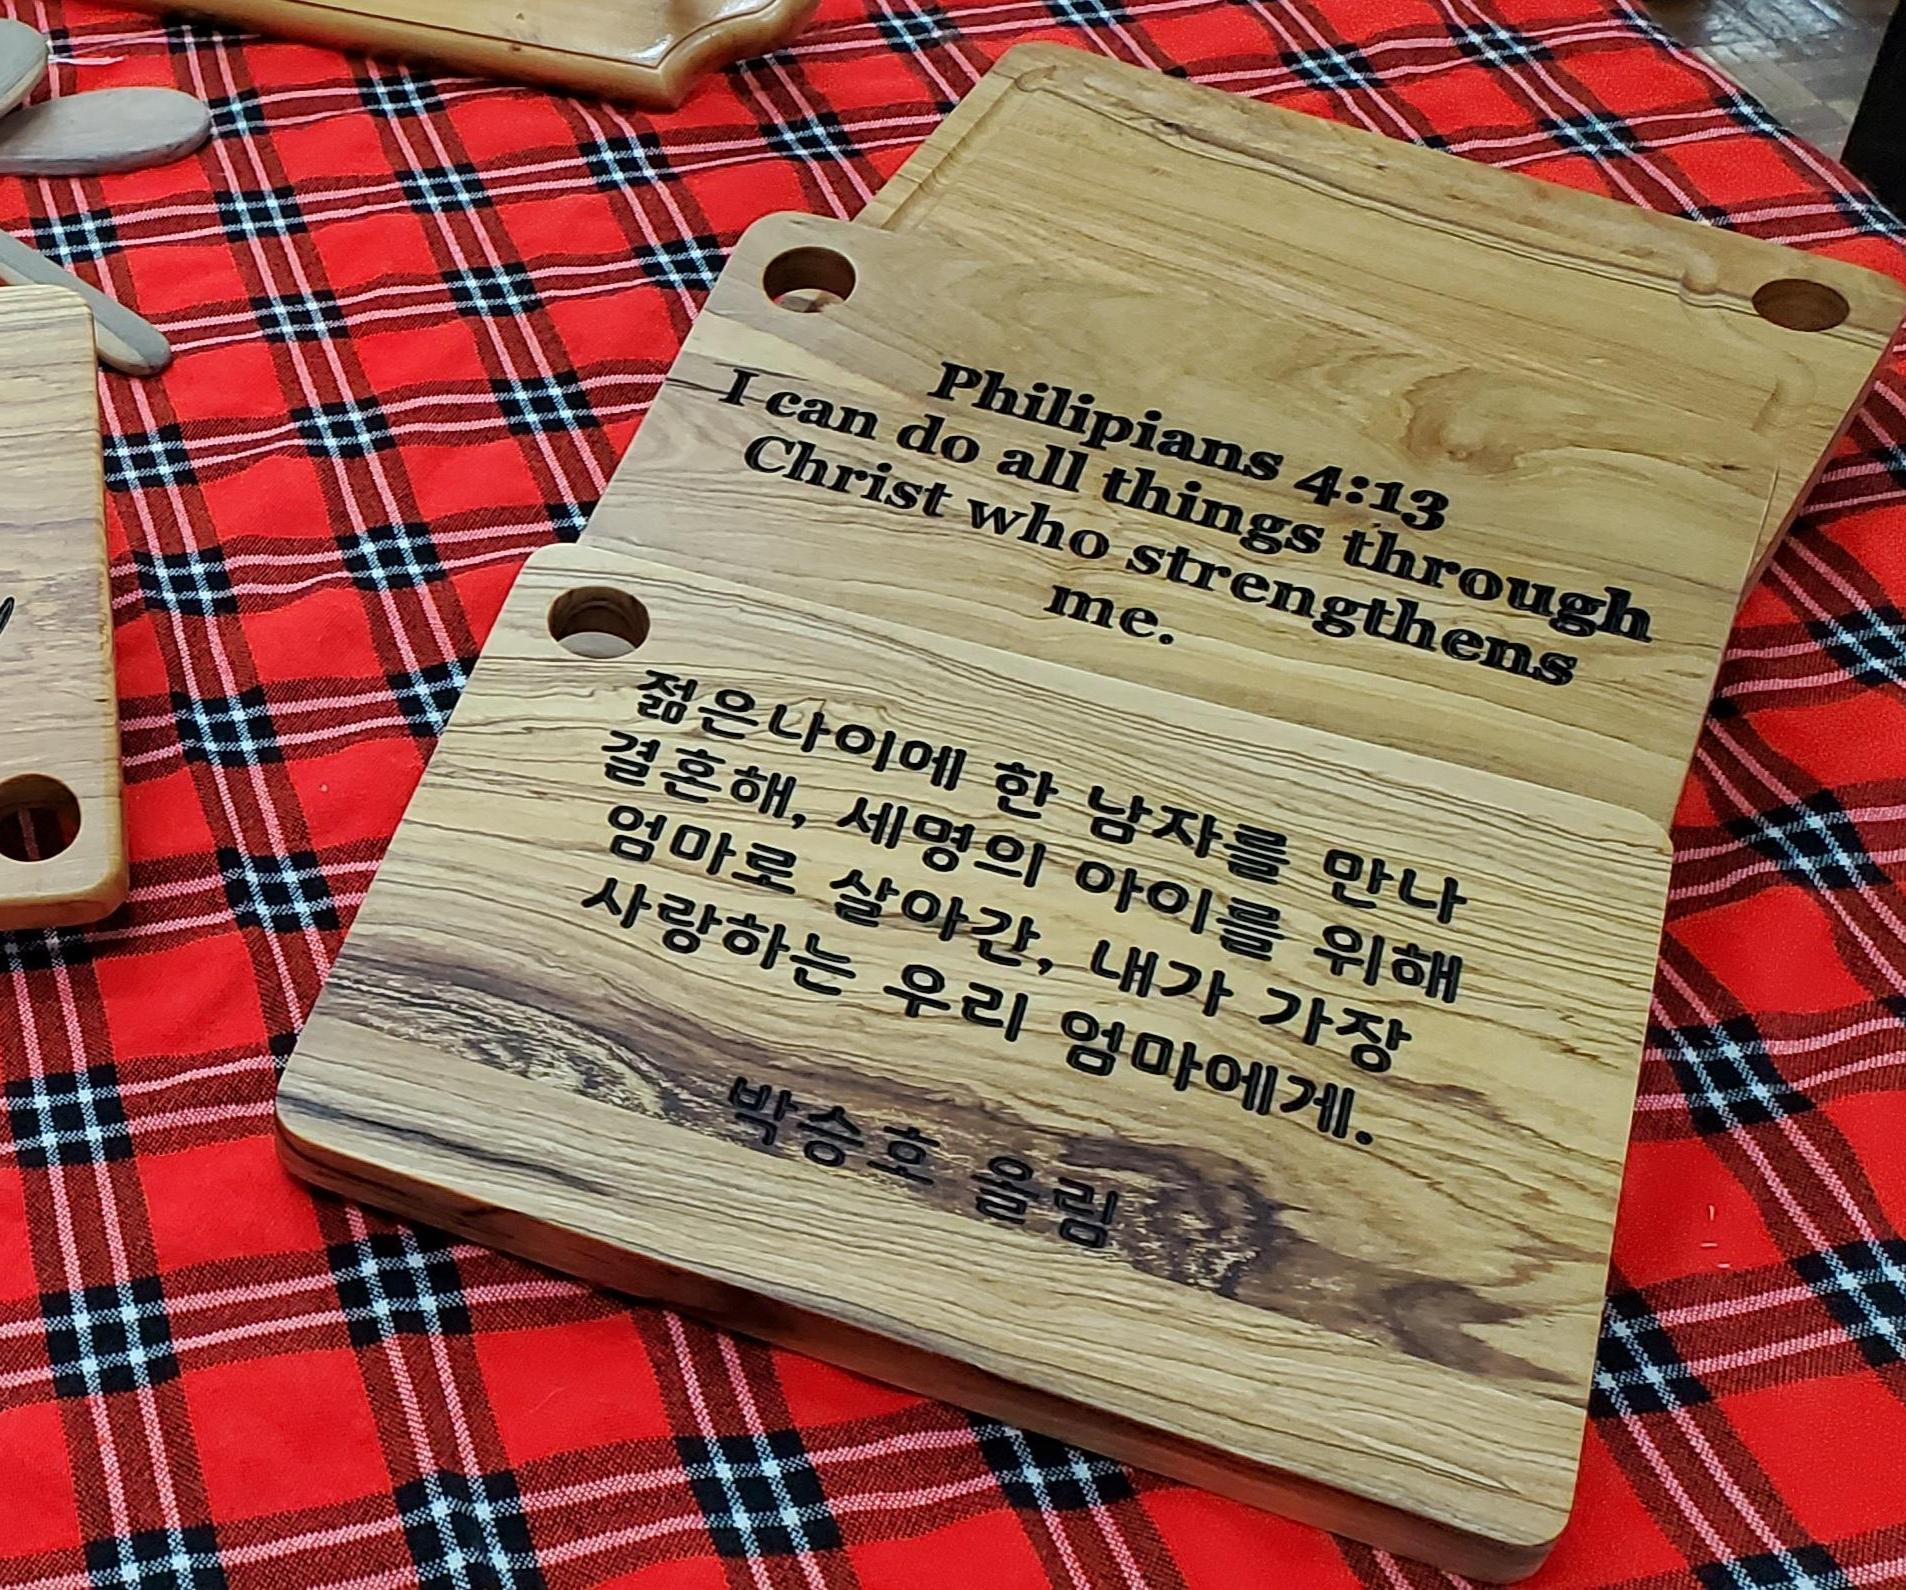 Philipians 4:13
I can do all things through
Christ who strengthens
me.
젊은나이에 한 남자를 만나
결혼해, 세명의 아이를 위해
엄마로 살아간, 내가 가장
사랑하는 우리 엄마에게.
박승호 올림